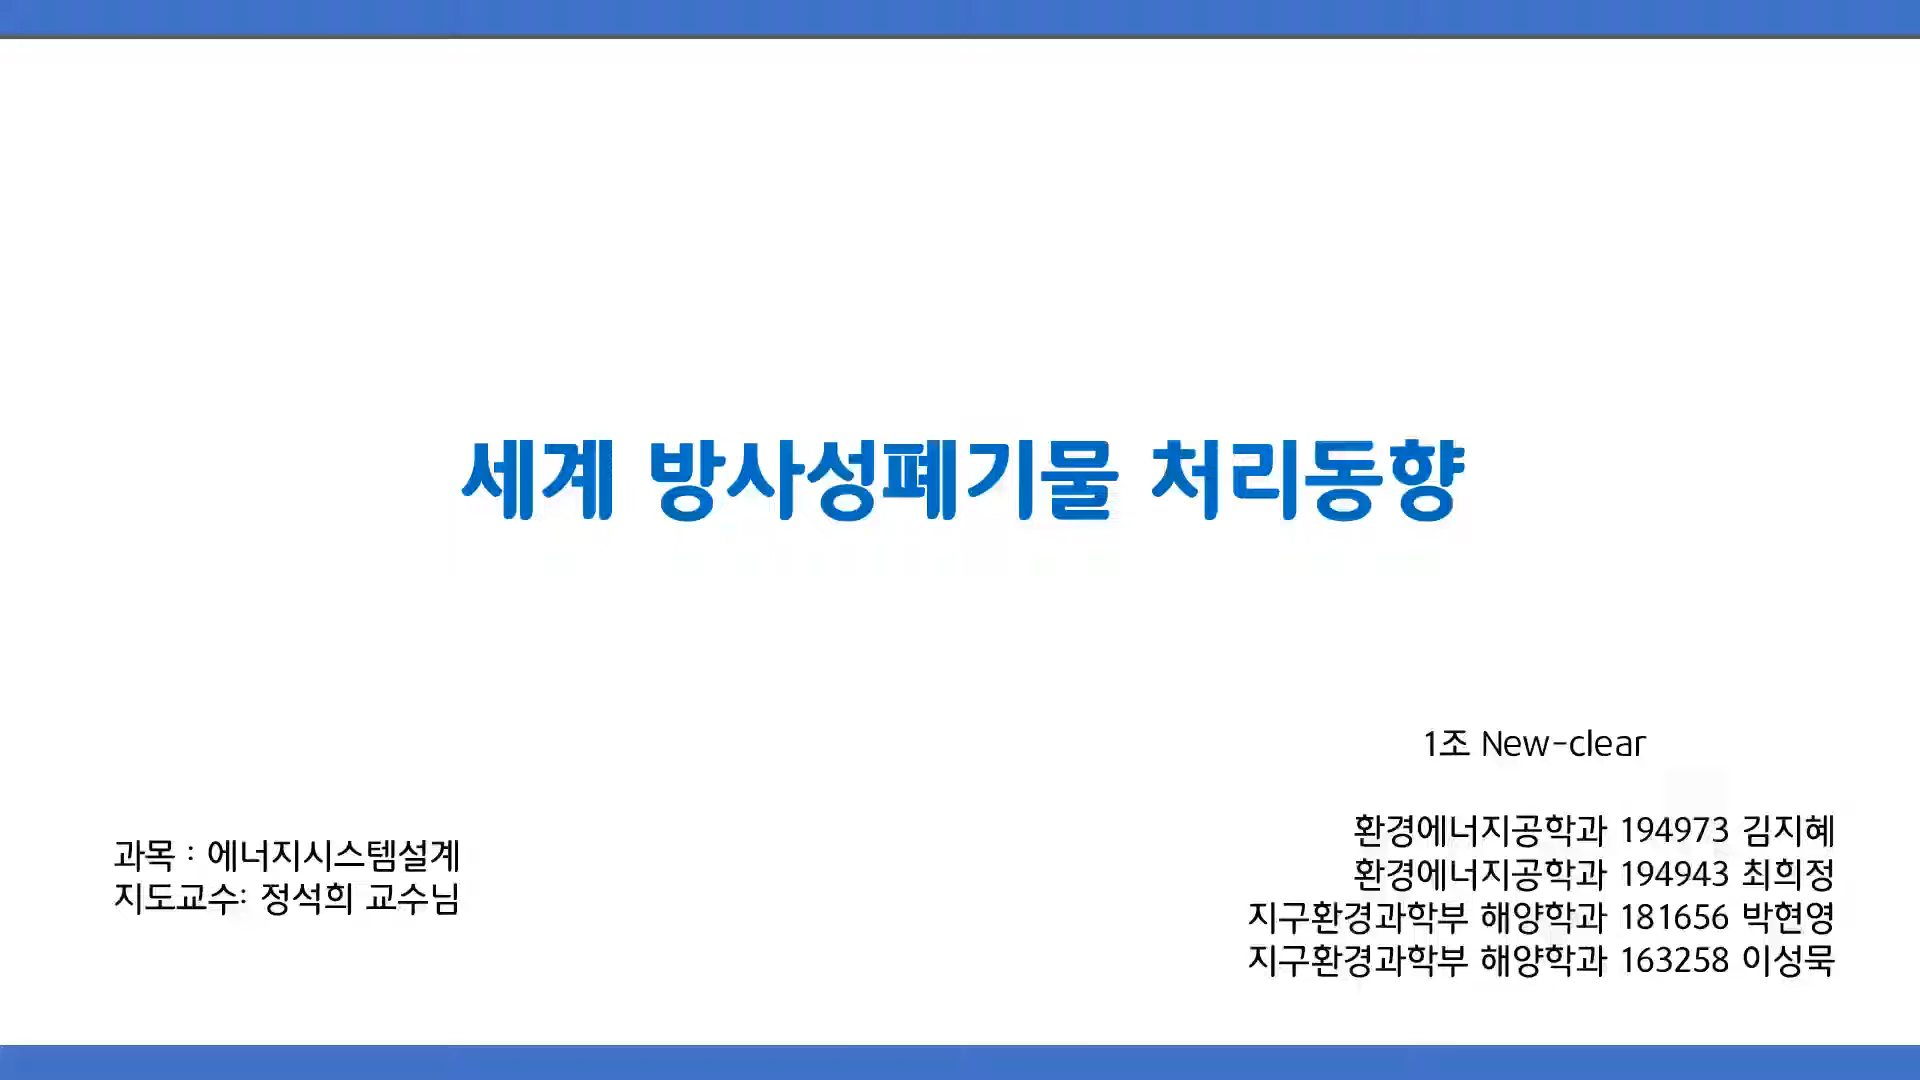 세계 방사성폐기물 처리동향
1조 New-clear
환경에너지공학과 194973 김지혜
환경에너지공학과 194943 최희정
지구환경과학부 해양학과 181656 박현영
지구환경과학부 해양학과 163258 이성묵
과목 : 에너지시스템설계
지도교수: 정석희 교수님